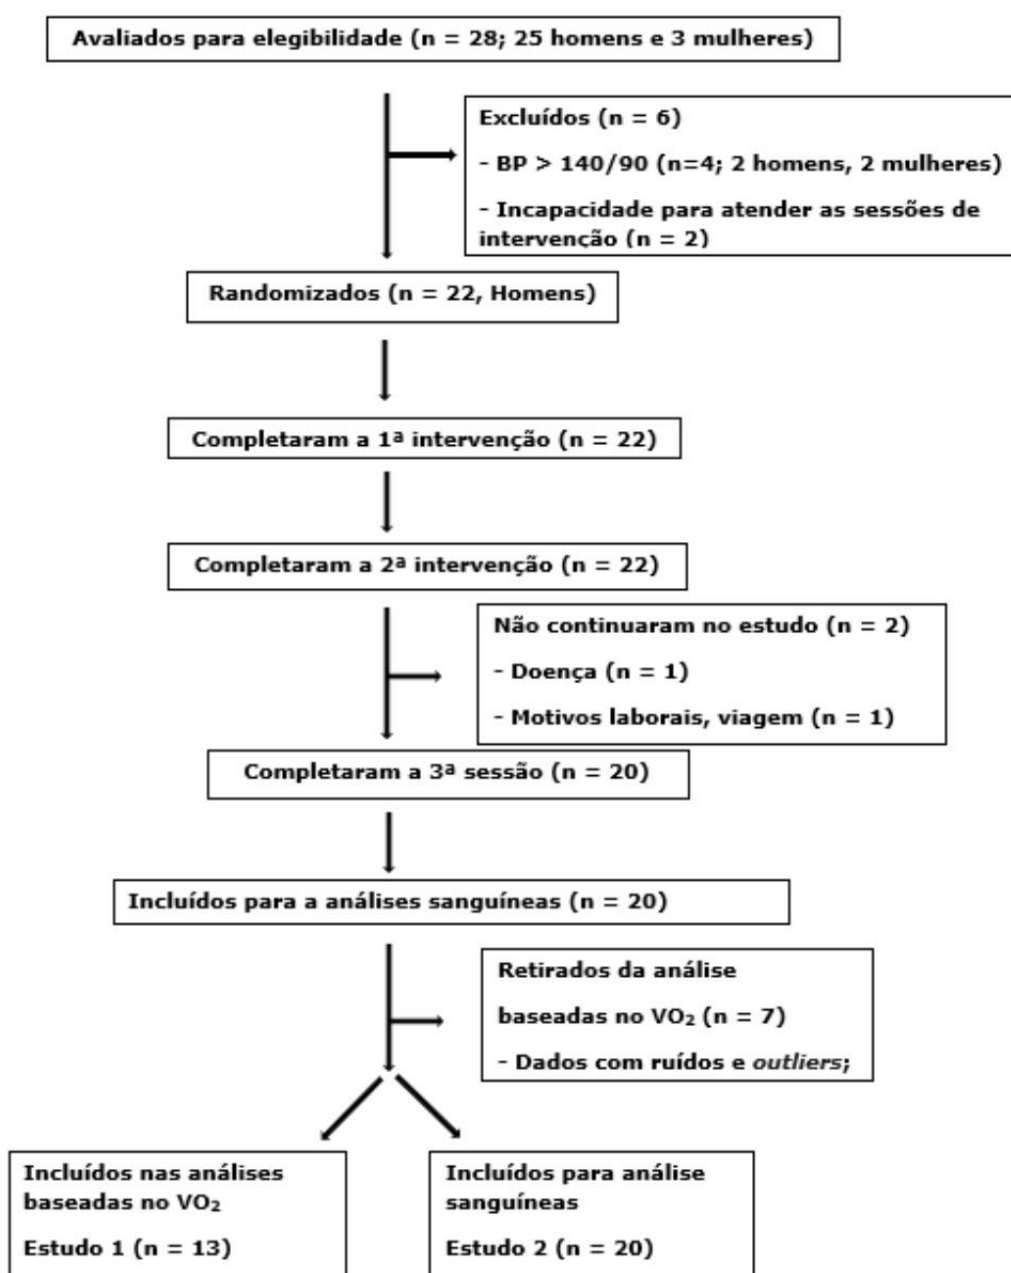 Avaliados para elegibilidade (n = 28; 25 homens e 3 mulheres)
Excluídos (n = 6)
- BP > 140/90 (n=4; 2 homens, 2 mulheres)
- Incapacidade para atender as sessões de
intervenção (n = 2)
Randomizados (n = 22, Homens)
Completaram a 1ª intervenção (n = 22)
Completaram a 2ª intervenção (n = 22)
Não continuaram no estudo (n = 2)
- Doença (n = 1)
- Motivos laborais, viagem (n = 1)
Completaram a 3ª sessão (n = 20)
Incluídos para a análises sanguíneas (n = 20)
Retirados da análise
baseadas no VO₂ (n = 7)
- Dados com ruídos e outliers;
Incluídos nas análises
baseadas no VO₂
Estudo 1 (n = 13)
Incluídos para análise
sanguíneas
Estudo 2 (n = 20)